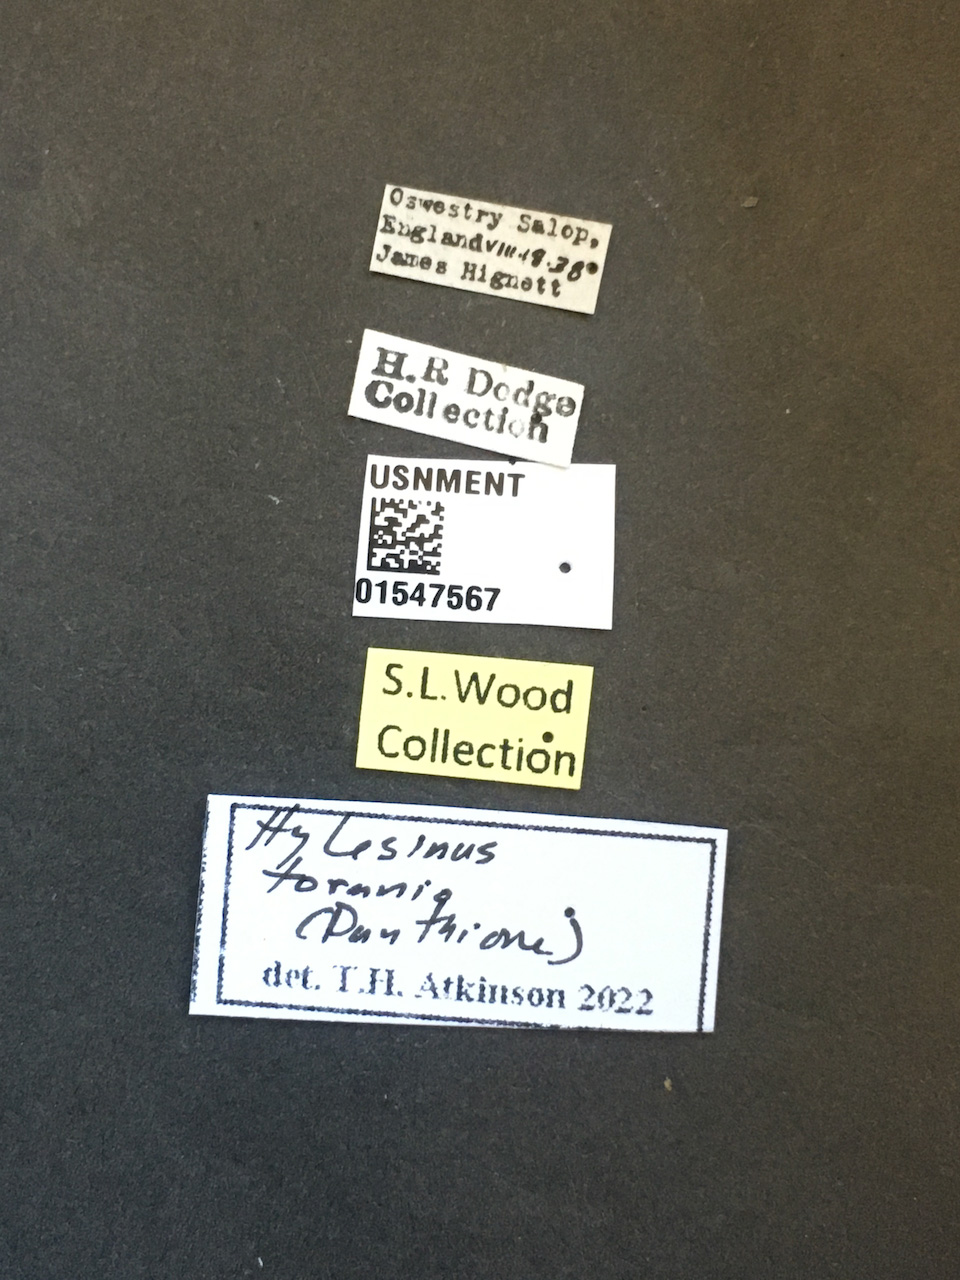 Oswestry Salop,
England VIII-18-38
James Hignett
H.R Dodge
Collection
USNMENT
01547567
S.L.Wood
Collection
Hylesinus
toranio
(Danthione)
det. T.H. Atkinson 2022